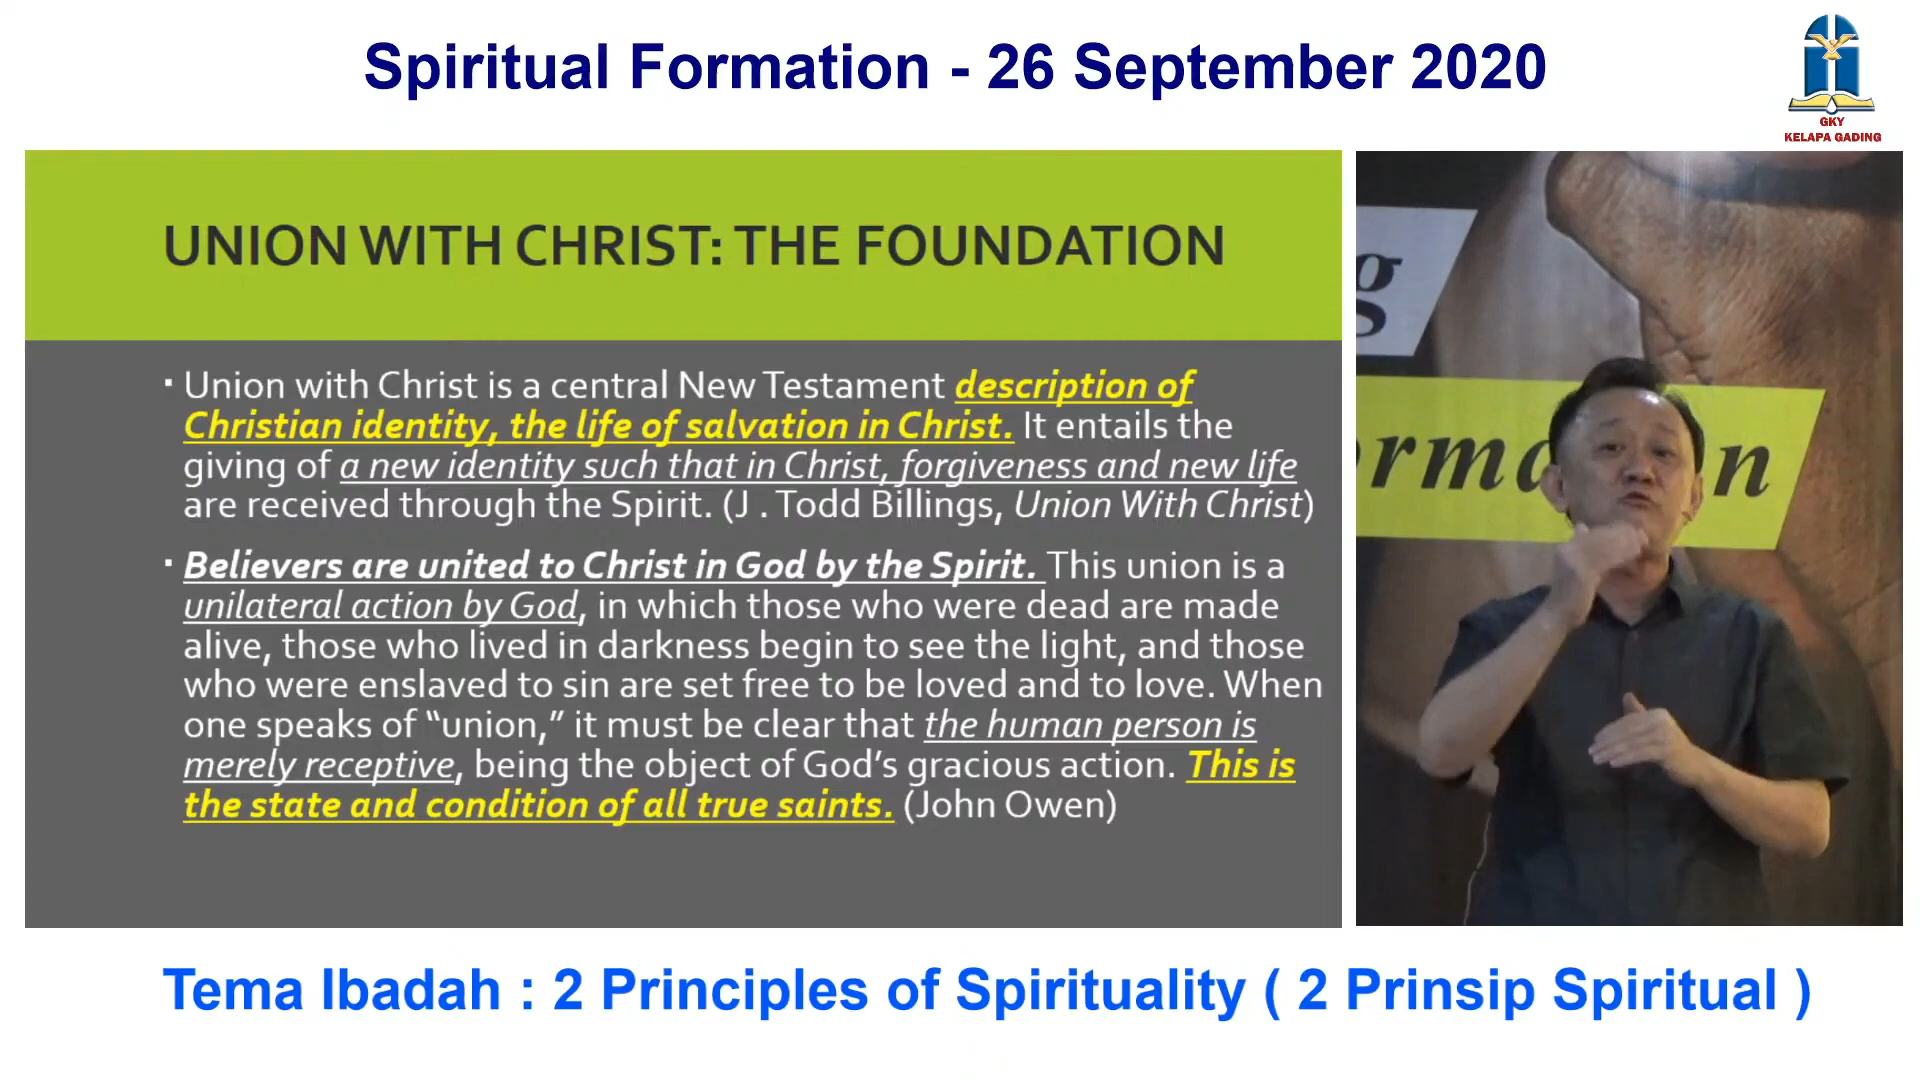 Spiritual Formation - 26 September 2020
GKY
KELAPA GADING
UNION WITH CHRIST: THE FOUNDATION
▪ Union with Christ is a central New Testament description of
Christian identity, the life of salvation in Christ. It entails the
giving of a new identity such that in Christ, forgiveness and new life
are received through the Spirit. (J . Todd Billings, Union With Christ)
▪ Believers are united to Christ in God by the Spirit. This union is a
unilateral action by God, in which those who were dead are made
alive, those who lived in darkness begin to see the light, and those
who were enslaved to sin are set free to be loved and to love. When
one speaks of “union,” it must be clear that the human person is
merely receptive, being the object of God’s gracious action. This is
the state and condition of all true saints. (John Owen)
g
rma n
Tema Ibadah : 2 Principles of Spirituality ( 2 Prinsip Spiritual )